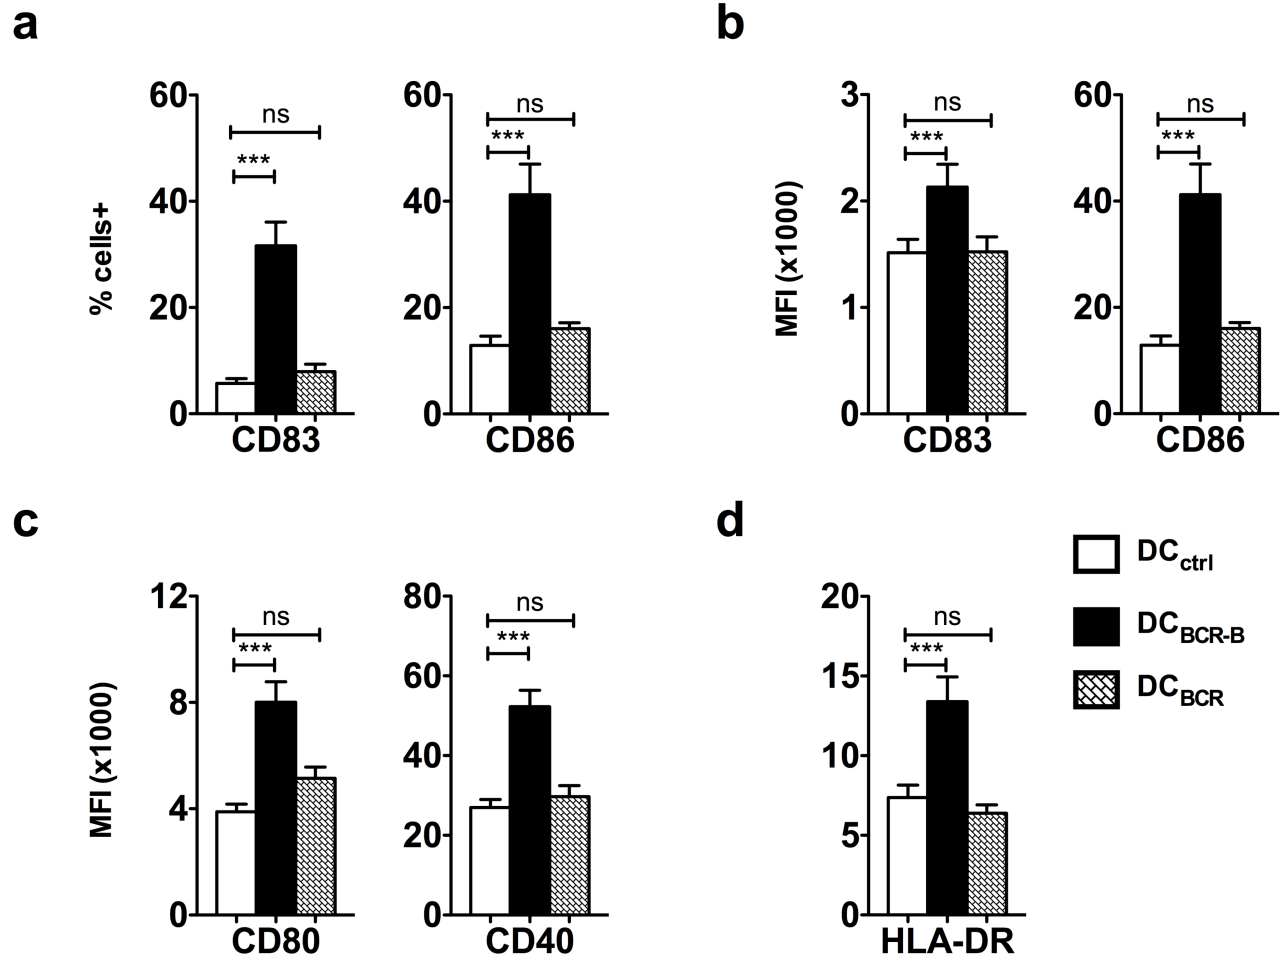 a
60
40
20
0
% cells+
ns
***
CD83
60
40
20
0
ns
***
CD86
b
3
2
1
0
MFI (x1000)
ns
***
CD83
60
40
20
0
ns
***
CD86
c
12
8
4
0
MFI (x1000)
ns
***
CD80
80
60
40
20
0
ns
***
CD40
d
20
15
10
5
0
ns
***
HLA-DR
DCctrl
DCBCR-B
DCBCR